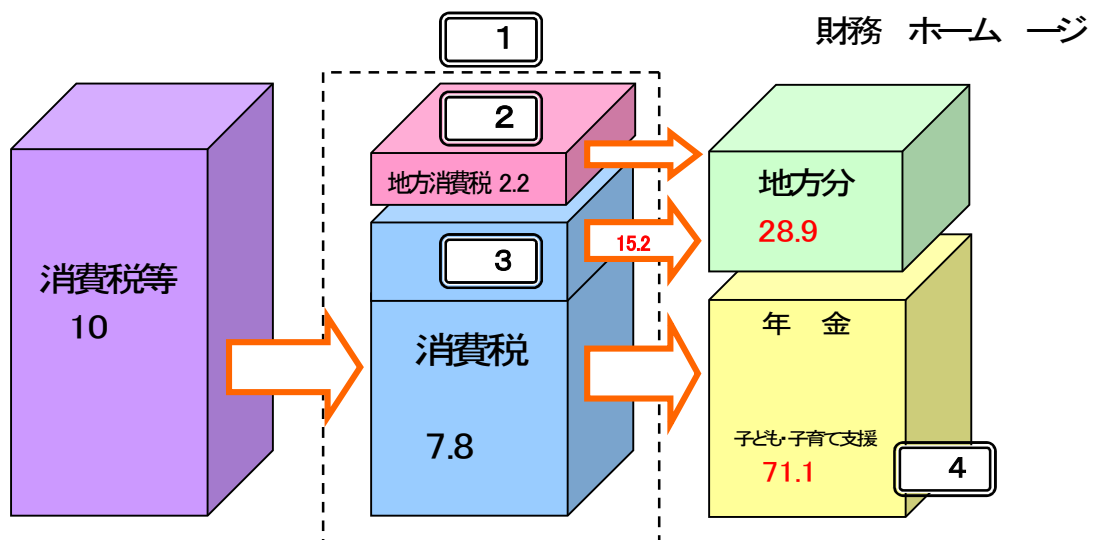 財務 ホーム ージ
1
2
地方消費税 2.2
3
15.2
消費税
7.8
消費税等
10
地方分
28.9
年 金
子ども・子育て支援
71.1
4